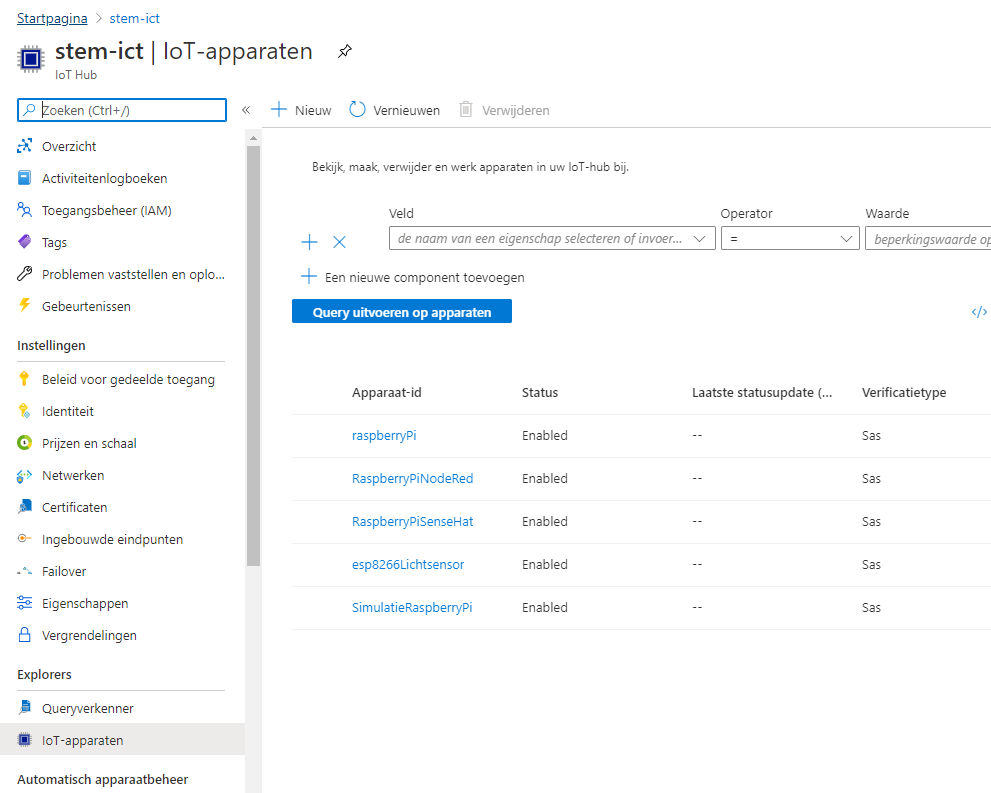 Startpagina > stem-ict
stem-ict | IoT-apparaten
IoT Hub
Zoeken (Ctrl+/)
«
Nieuw
Vernieuwen
Verwijderen
Overzicht
Activiteitenlogboeken
Toegangsbeheer (IAM)
Tags
Problemen vaststellen en oplo...
Gebeurtenissen
Instellingen
Beleid voor gedeelde toegang
Identiteit
Prijzen en schaal
Netwerken
Certificaten
Ingebouwde eindpunten
Failover
Eigenschappen
Vergrendelingen
Explorers
Queryverkenner
IoT-apparaten
Automatisch apparaatbeheer
Bekijk, maak, verwijder en werk apparaten in uw IoT-hub bij.
Veld Operator Waarde
de naam van een eigenschap selecteren of invoer... = beperkingswaarde op
Een nieuwe component toevoegen
Query uitvoeren op apparaten </>
Apparaat-id Status Laatste statusupdate (... Verificatietype
raspberryPi Enabled -- Sas
RaspberryPiNodeRed Enabled -- Sas
RaspberryPiSenseHat Enabled -- Sas
esp8266Lichtsensor Enabled -- Sas
SimulatieRaspberryPi Enabled -- Sas